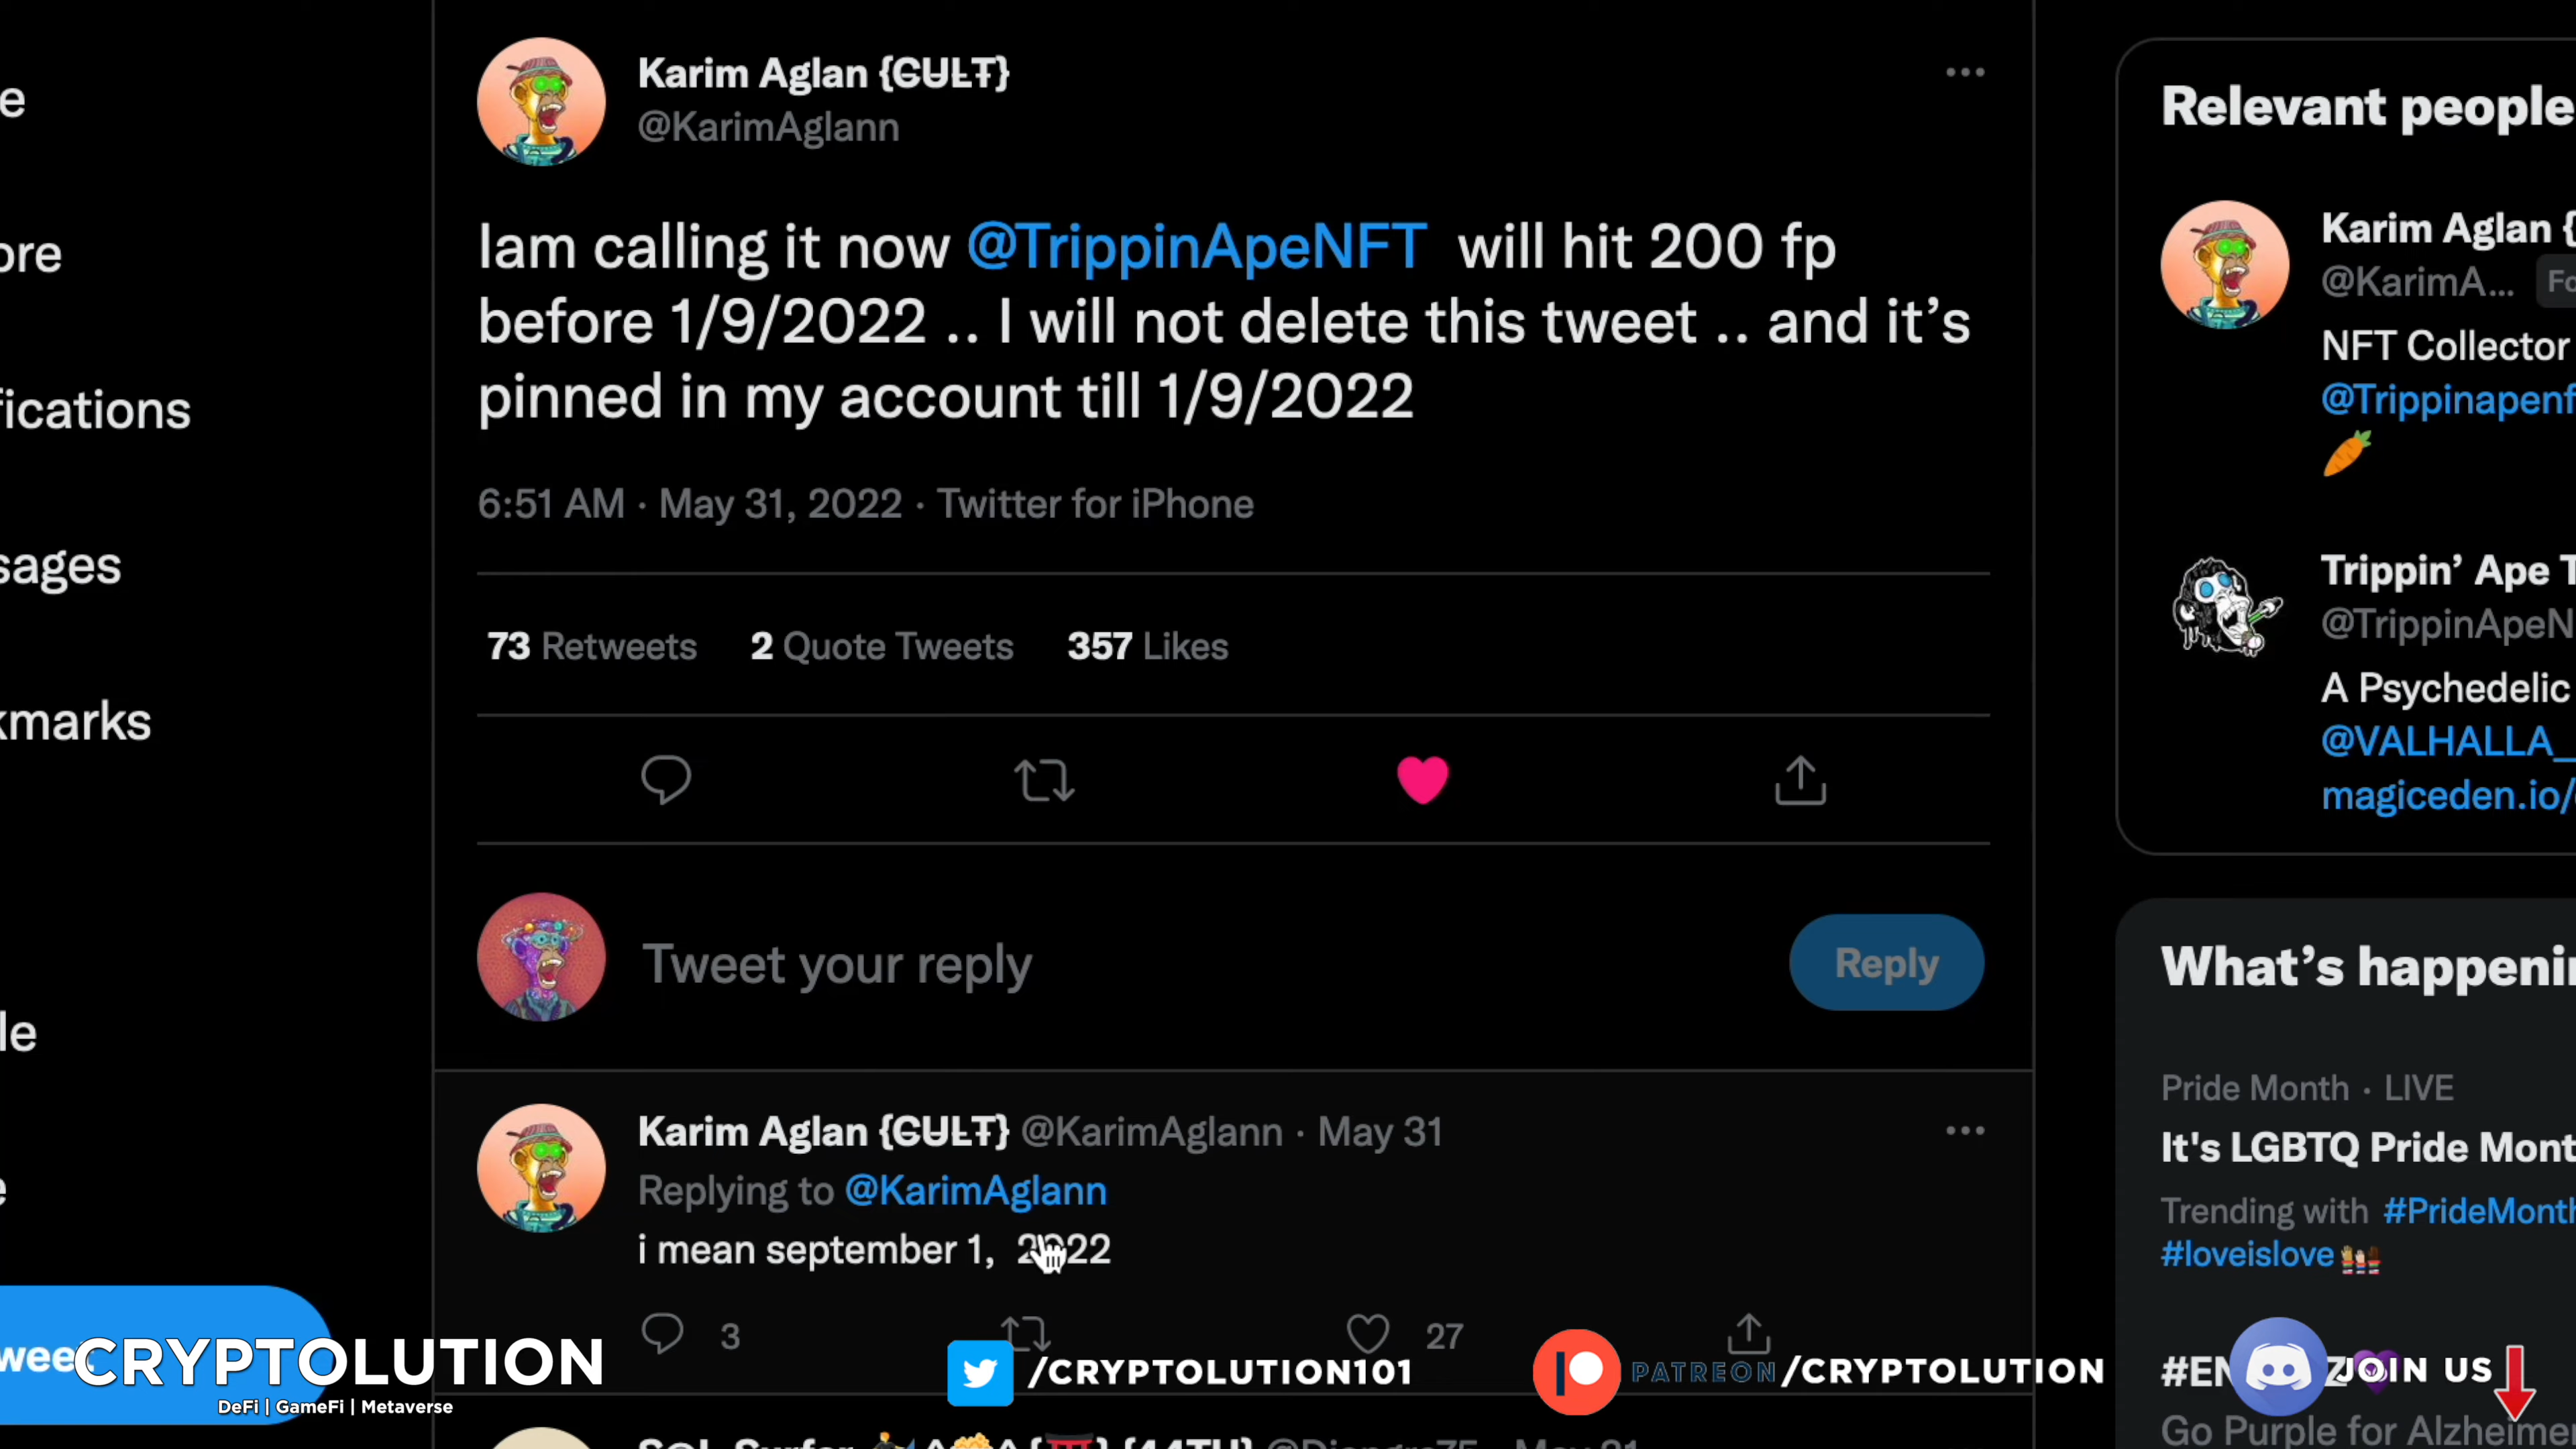 e
ore
fications
sages
kmarks
le
e
weet
Karim Aglan {CULT}
@KarimAglann
Iam calling it now @TrippinApeNFT will hit 200 fp
before 1/9/2022 .. I will not delete this tweet .. and it’s
pinned in my account till 1/9/2022
6:51 AM · May 31, 2022 · Twitter for iPhone
73 Retweets 2 Quote Tweets 357 Likes
Tweet your reply
Reply
Karim Aglan {CULT} @KarimAglann · May 31
Replying to @KarimAglann
i mean september 1, 2022
3
27
Relevant people
Karim Aglan {
@KarimA...
Fo
NFT Collector
@Trippinapenf
Trippin’ Ape T
@TrippinApeN
A Psychedelic
@VALHALLA_
magiceden.io/
What’s happenin
Pride Month · LIVE
It's LGBTQ Pride Mont
Trending with #PrideMonth
#loveislove
#EN
Go Purple for Alzheimer
CRYPTOLUTION
DeFi | GameFi | Metaverse
/CRYPTOLUTION101
PATREON/CRYPTOLUTION
JOIN US